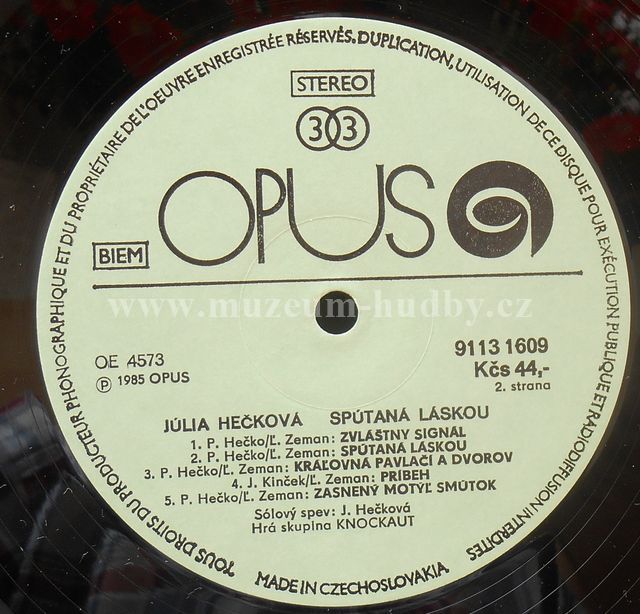 TOUS DROITS DU PRODUCTEUR PHONOGRAPHIQUE ET DU PROPRIÉTAIRE DE L'OEUVRE ENREGISTRÉE RÉSERVÉS. DUPLICATION, UTILISATION DE CE DISQUE POUR EXÉCUTION PUBLIQUE ET RADIODIFFUSION INTERDITES
STEREO
33
OPUS
BIEM
www.muzeum-hudby.cz
OE 4573
9113 1609
Ⓟ 1985 OPUS
Kčs 44,-
2. strana
JÚLIA HEČKOVÁ SPÚTANÁ LÁSKOU
1. P. Hečko/Ľ. Zeman: ZVLÁŠTNY SIGNÁL
2. P. Hečko/Ľ. Zeman: SPÚTANÁ LÁSKOU
3. P. Hečko/Ľ. Zeman: KRÁĽOVNÁ PAVLAČÍ A DVOROV
4. J. Kinček/Ľ. Zeman: PRÍBEH
5. P. Hečko/Ľ. Zeman: ZASNENÝ MOTÝĽ SMÚTOK
Sólový spev: J. Hečková
Hrá skupina KNOCKAUT
MADE IN CZECHOSLOVAKIA